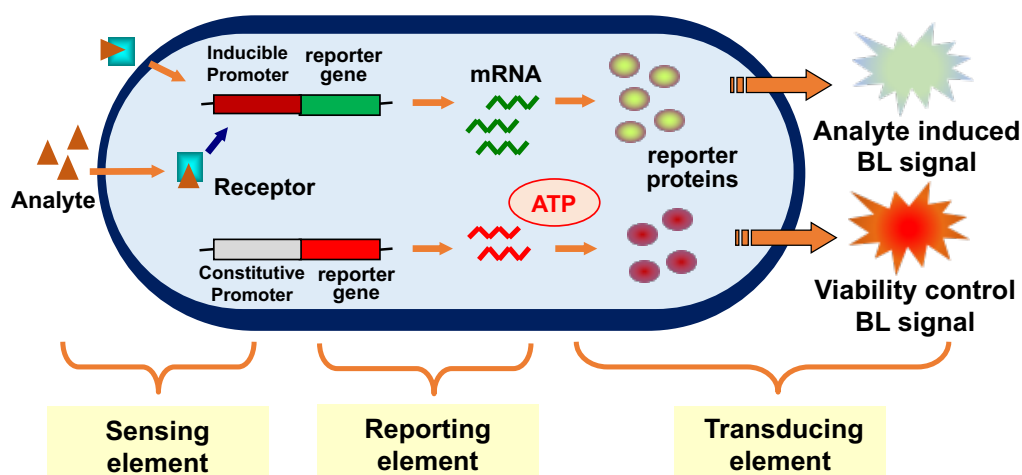 Inducible
Promoter
reporter
gene
mRNA
Analyte
Receptor
reporter
proteins
Analyte induced
BL signal
ATP
Constitutive
Promoter
reporter
gene
Viability control
BL signal
Sensing
element
Reporting
element
Transducing
element